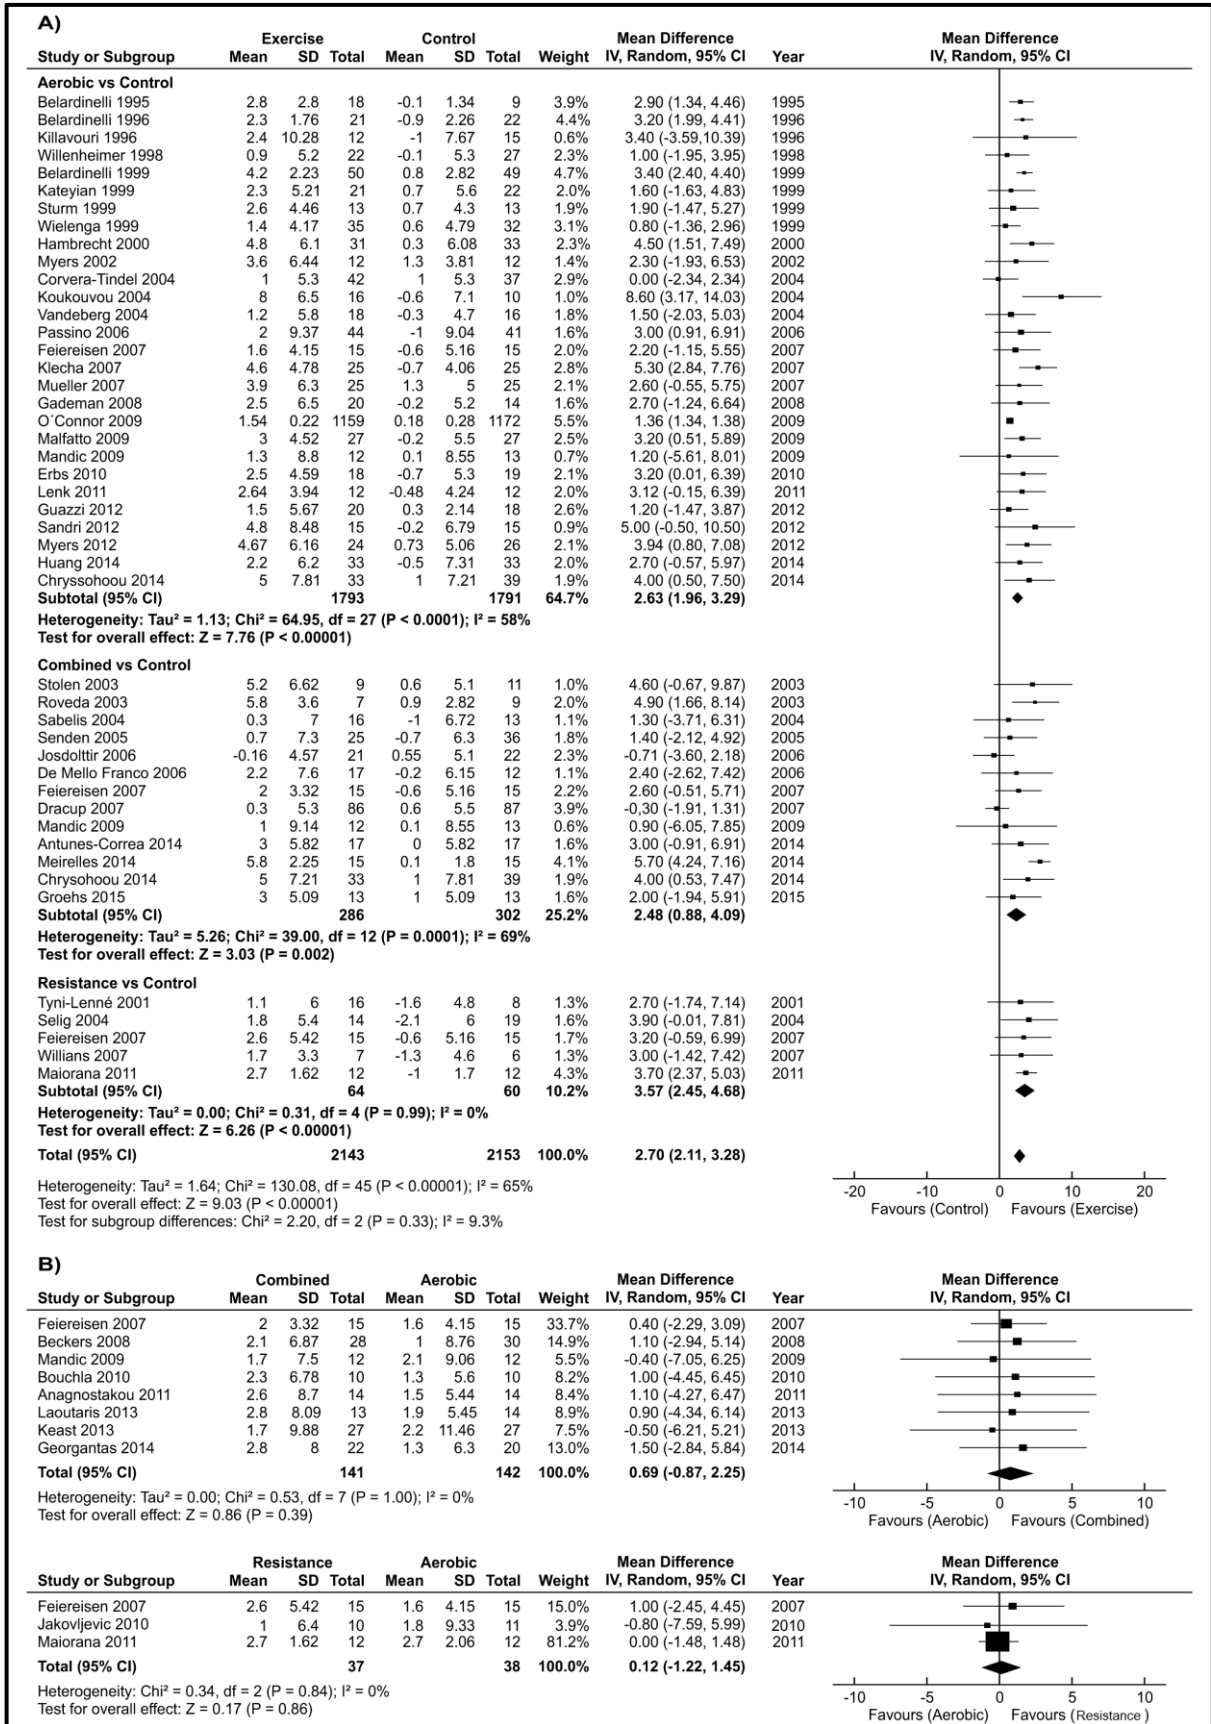 A)
Exercise Control Mean Difference Mean Difference
Study or Subgroup Mean SD Total Mean SD Total Weight IV, Random, 95% CI Year IV, Random, 95% CI
Aerobic vs Control
Belardinelli 1995 2.8 2.8 18 -0.1 1.34 9 3.9% 2.90 (1.34, 4.46) 1995
Belardinelli 1996 2.3 1.76 21 -0.9 2.26 22 4.4% 3.20 (1.99, 4.41) 1996
Killavouri 1996 2.4 10.28 12 -1 7.67 15 0.6% 3.40 (-3.59,10.39) 1996
Willenheimer 1998 0.9 5.2 22 -0.1 5.3 27 2.3% 1.00 (-1.95, 3.95) 1998
Belardinelli 1999 4.2 2.23 50 0.8 2.82 49 4.7% 3.40 (2.40, 4.40) 1999
Kateyian 1999 2.3 5.21 21 0.7 5.6 22 2.0% 1.60 (-1.63, 4.83) 1999
Sturm 1999 2.6 4.46 13 0.7 4.3 13 1.9% 1.90 (-1.47, 5.27) 1999
Wielenga 1999 1.4 4.17 35 0.6 4.79 32 3.1% 0.80 (-1.36, 2.96) 1999
Hambrecht 2000 4.8 6.1 31 0.3 6.08 33 2.3% 4.50 (1.51, 7.49) 2000
Myers 2002 3.6 6.44 12 1.3 3.81 12 1.4% 2.30 (-1.93, 6.53) 2002
Corvera-Tindel 2004 1 5.3 42 1 5.3 37 2.9% 0.00 (-2.34, 2.34) 2004
Koukouvou 2004 8 6.5 16 -0.6 7.1 10 1.0% 8.60 (3.17, 14.03) 2004
Vandeberg 2004 1.2 5.8 18 -0.3 4.7 16 1.8% 1.50 (-2.03, 5.03) 2004
Passino 2006 2 9.37 44 -1 9.04 41 1.6% 3.00 (0.91, 6.91) 2006
Feiereisen 2007 1.6 4.15 15 -0.6 5.16 15 2.0% 2.20 (-1.15, 5.55) 2007
Klecha 2007 4.6 4.78 25 -0.7 4.06 25 2.8% 5.30 (2.84, 7.76) 2007
Mueller 2007 3.9 6.3 25 1.3 5 25 2.1% 2.60 (-0.55, 5.75) 2007
Gademan 2008 2.5 6.5 20 -0.2 5.2 14 1.5% 2.70 (-1.24, 6.64) 2008
O´Connor 2009 1.54 0.22 1159 0.18 0.28 1172 5.5% 1.36 (1.34, 1.38) 2009
Malfatto 2009 3 4.52 27 -0.2 5.5 27 2.5% 3.20 (0.51, 5.89) 2009
Mandic 2009 1.3 8.8 12 0.1 8.55 13 0.7% 1.20 (-5.61, 8.01) 2009
Erbs 2010 2.5 4.59 18 -0.7 5.3 19 2.1% 3.20 (0.01, 6.39) 2010
Lenk 2011 2.64 3.94 12 -0.48 4.24 12 2.0% 3.12 (-0.15, 6.39) 2011
Guazzi 2012 1.5 5.67 20 0.3 2.14 18 2.6% 1.20 (-1.47, 3.87) 2012
Sandri 2012 4.8 8.48 15 -0.2 6.79 15 0.9% 5.00 (-0.50, 10.50) 2012
Myers 2012 4.67 6.16 24 0.73 5.06 26 2.1% 3.94 (0.80, 7.08) 2012
Huang 2014 2.2 6.2 33 -0.5 7.31 33 2.0% 2.70 (-0.57, 5.97) 2014
Chryssohoou 2014 5 7.81 33 1 7.21 39 1.9% 4.00 (0.50, 7.50) 2014
Subtotal (95% CI) 1793 1791 64.7% 2.63 (1.96, 3.29)
Heterogeneity: Tau² = 1.13; Chi² = 64.95, df = 27 (P < 0.0001); I² = 58%
Test for overall effect: Z = 7.76 (P < 0.00001)
Combined vs Control
Stolen 2003 5.2 6.62 9 0.6 5.1 11 1.0% 4.60 (-0.67, 9.87) 2003
Roveda 2003 5.8 3.6 7 0.9 2.82 9 2.0% 4.90 (1.66, 8.14) 2003
Sabelis 2004 0.3 7 16 -1 6.72 13 1.1% 1.30 (-3.71, 6.31) 2004
Senden 2005 0.7 7.3 25 -0.7 6.3 36 1.8% 1.40 (-2.12, 4.92) 2005
Josdolttir 2006 -0.16 4.57 21 0.55 5.1 22 2.3% -0.71 (-3.60, 2.18) 2006
De Mello Franco 2006 2.2 7.6 17 -0.2 6.15 12 1.1% 2.40 (-2.62, 7.42) 2006
Feiereisen 2007 2 3.32 15 -0.6 5.16 15 2.2% 2.60 (-0.51, 5.71) 2007
Dracup 2007 0.3 5.3 86 0.6 5.5 87 3.9% -0,30 (-1.91, 1.31) 2007
Mandic 2009 1 9.14 12 0.1 8.55 13 0.6% 0.90 (-6.05, 7.85) 2009
Antunes-Correa 2014 3 5.82 17 0 5.82 17 1.6% 3.00 (-0.91, 6.91) 2014
Meirelles 2014 5.8 2.25 15 0.1 1.8 15 4.1% 5.70 (4.24, 7.16) 2014
Chrysohoou 2014 5 7.21 33 1 7.81 39 1.9% 4.00 (0.53, 7.47) 2014
Groehs 2015 3 5.09 13 1 5.09 13 1.6% 2.00 (-1.94, 5.91) 2015
Subtotal (95% CI) 286 302 25.2% 2.48 (0.88, 4.09)
Heterogeneity: Tau² = 5.26; Chi² = 39.00, df = 12 (P = 0.0001); I² = 69%
Test for overall effect: Z = 3.03 (P = 0.002)
Resistance vs Control
Tyni-Lenné 2001 1.1 6 16 -1.6 4.8 8 1.3% 2.70 (-1.74, 7.14) 2001
Selig 2004 1.8 5.4 14 -2.1 6 19 1.6% 3.90 (-0.01, 7.81) 2004
Feiereisen 2007 2.6 5.42 15 -0.6 5.16 15 1.7% 3.20 (-0.59, 6.99) 2007
Willians 2007 1.7 3.3 7 -1.3 4.6 6 1.3% 3.00 (-1.42, 7.42) 2007
Maiorana 2011 2.7 1.62 12 -1 1.7 12 4.3% 3.70 (2.37, 5.03) 2011
Subtotal (95% CI) 64 60 10.2% 3.57 (2.45, 4.68)
Heterogeneity: Tau² = 0.00; Chi² = 0.31, df = 4 (P = 0.99); I² = 0%
Test for overall effect: Z = 6.26 (P < 0.00001)
Total (95% CI) 2143 2153 100.0% 2.70 (2.11, 3.28)
Heterogeneity: Tau² = 1.64; Chi² = 130.08, df = 45 (P < 0.00001); I² = 65%
Test for overall effect: Z = 9.03 (P < 0.00001)
Test for subgroup differences: Chi² = 2.20, df = 2 (P = 0.33); I² = 9.3%
-20 -10 0 10 20
Favours (Control) Favours (Exercise)
B)
Combined Aerobic Mean Difference Mean Difference
Study or Subgroup Mean SD Total Mean SD Total Weight IV, Random, 95% CI Year IV, Random, 95% CI
Feiereisen 2007 2 3.32 15 1.6 4.15 15 33.7% 0.40 (-2.29, 3.09) 2007
Beckers 2008 2.1 6.87 28 1 8.76 30 14.9% 1.10 (-2.94, 5.14) 2008
Mandic 2009 1.7 7.5 12 2.1 9.06 12 5.5% -0.40 (-7.05, 6.25) 2009
Bouchla 2010 2.3 6.78 10 1.3 5.6 10 8.2% 1.00 (-4.45, 6.45) 2010
Anagnostakou 2011 2.6 8.7 14 1.5 5.44 14 8.4% 1.10 (-4.27, 6.47) 2011
Laoutaris 2013 2.8 8.09 13 1.9 5.45 14 8.8% 0.90 (-4.34, 6.14) 2013
Keast 2013 1.7 9.88 27 2.2 11.46 27 7.5% -0.50 (-6.21, 5.21) 2013
Georgantas 2014 2.8 8 22 1.3 6.3 20 13.0% 1.50 (-2.84, 5.84) 2014
Total (95% CI) 141 142 100.0% 0.69 (-0.87, 2.25)
Heterogeneity: Tau² = 0.00; Chi² = 0.53, df = 7 (P = 1.00); I² = 0%
Test for overall effect: Z = 0.86 (P = 0.39)
-10 -5 0 5 10
Favours (Aerobic) Favours (Combined)
Resistance Aerobic Mean Difference Mean Difference
Study or Subgroup Mean SD Total Mean SD Total Weight IV, Random, 95% CI Year IV, Random, 95% CI
Feiereisen 2007 2.6 5.42 15 1.6 4.15 15 15.0% 1.00 (-2.45, 4.45) 2007
Jakovljevic 2010 1 6.4 10 1.8 9.33 11 3.9% -0.80 (-7.59, 5.99) 2010
Maiorana 2011 2.7 1.62 12 2.7 2.06 12 81.2% 0.00 (-1.48, 1.48) 2011
Total (95% CI) 37 38 100.0% 0.12 (-1.22, 1.45)
Heterogeneity: Chi² = 0.34, df = 2 (P = 0.84); I² = 0%
Test for overall effect: Z = 0.17 (P = 0.86)
-10 -5 0 5 10
Favours (Aerobic) Favours (Resistance )